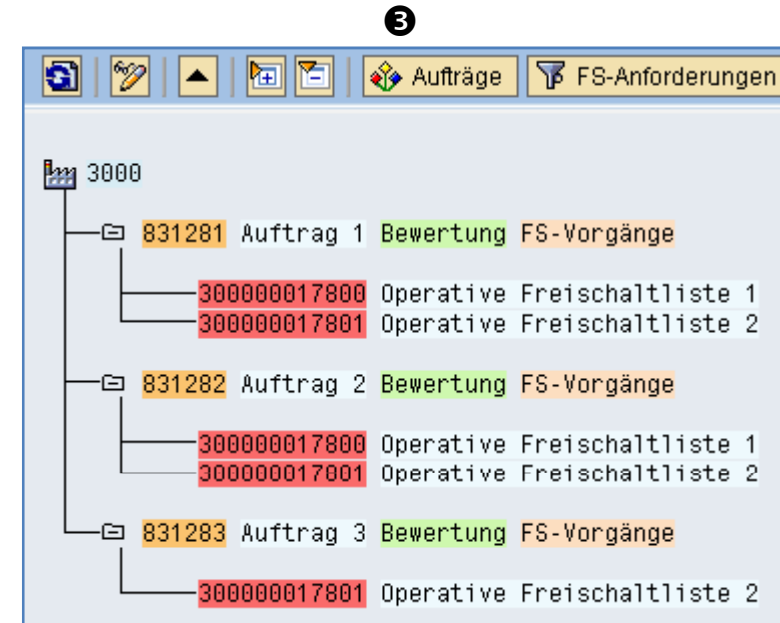 ❸
Aufträge FS-Anforderungen
3000
831281 Auftrag 1 Bewertung FS-Vorgänge
300000017800 Operative Freischaltliste 1
300000017801 Operative Freischaltliste 2
831282 Auftrag 2 Bewertung FS-Vorgänge
300000017800 Operative Freischaltliste 1
300000017801 Operative Freischaltliste 2
831283 Auftrag 3 Bewertung FS-Vorgänge
300000017801 Operative Freischaltliste 2